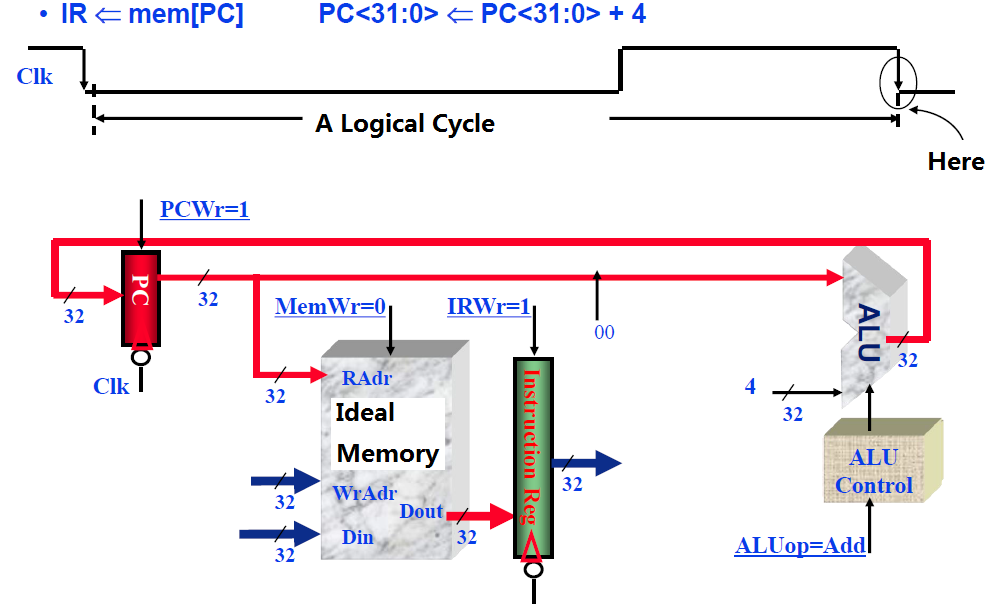 • IR ⇐ mem[PC] PC<31:0> ⇐ PC<31:0> + 4
Clk
A Logical Cycle
Here
PCWr=1
PC
32
32
MemWr=0
IRWr=1
00
ALU
32
Clk
32
RAdr
4
32
Ideal
Memory
Instruction Reg
ALU
Control
32
WrAdr
32
Dout
32
Din
32
ALUop=Add